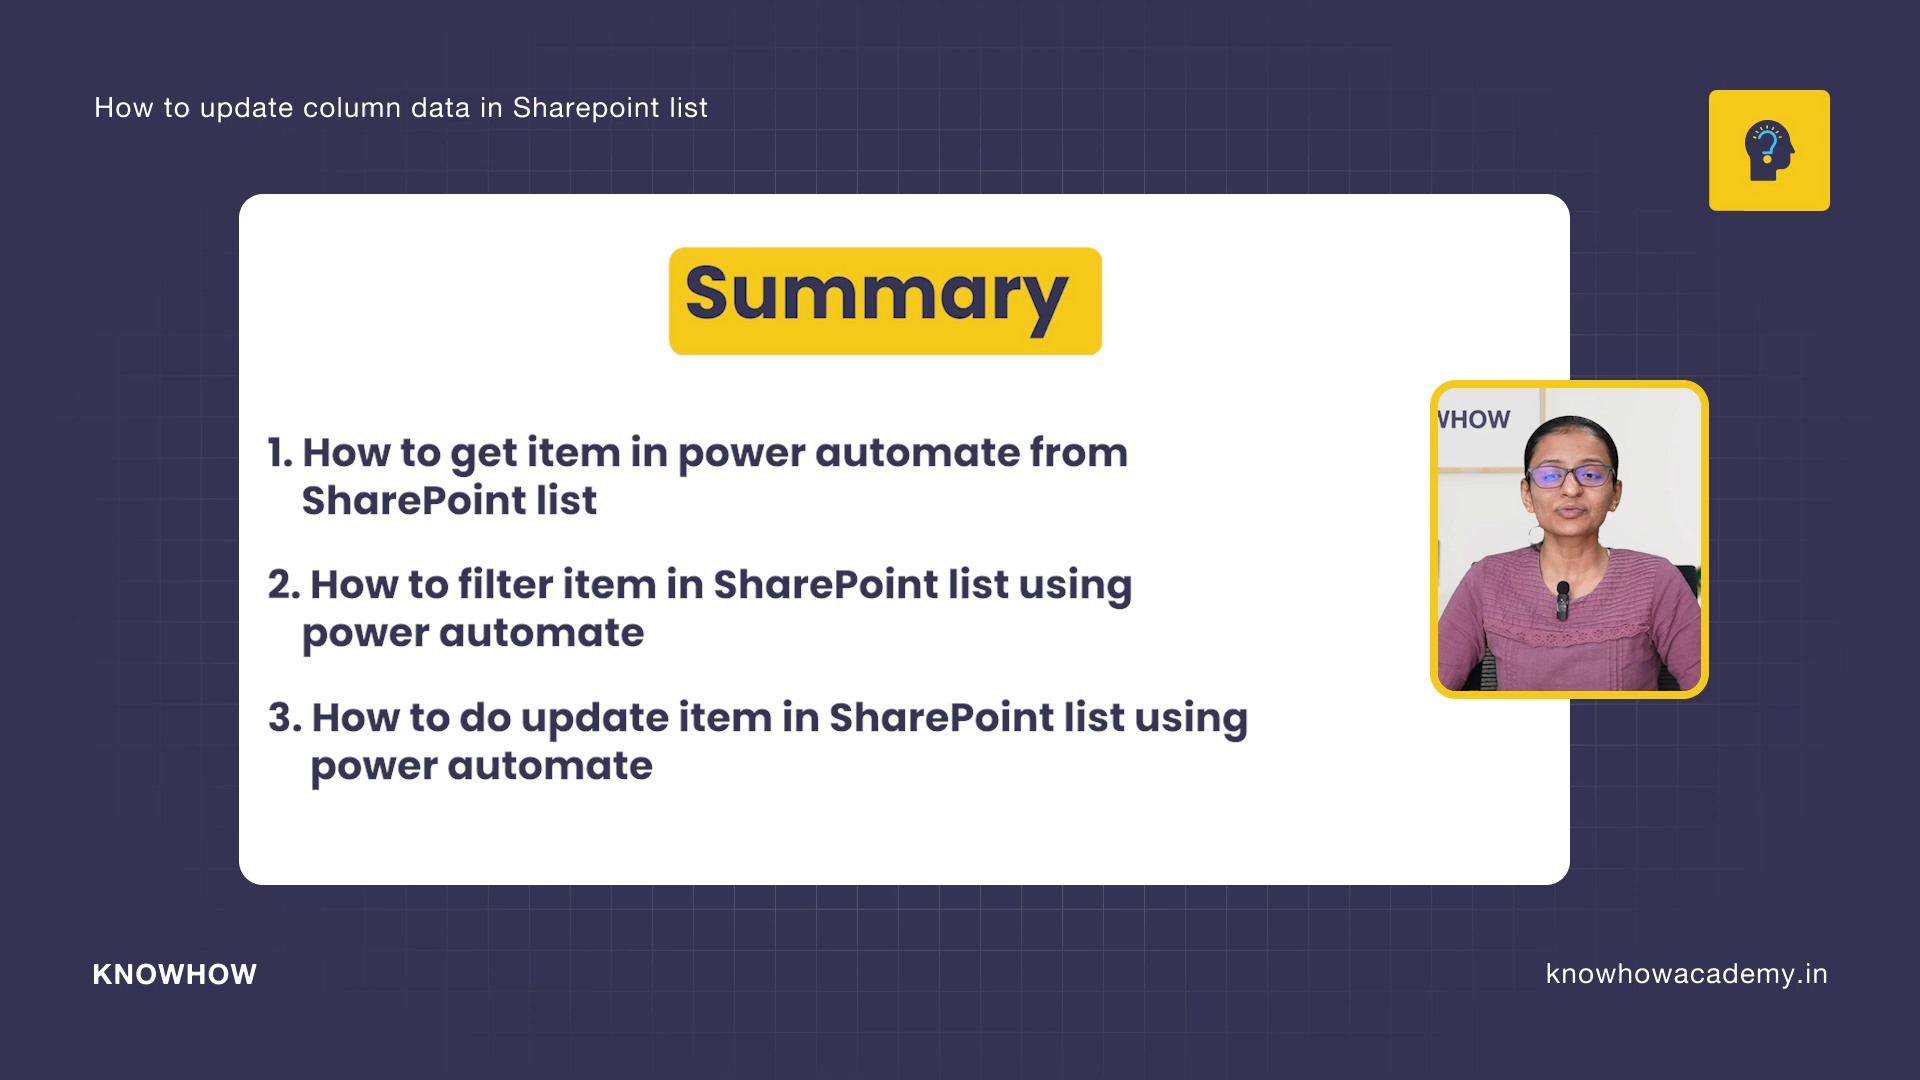 How to update column data in Sharepoint list
Summary
1. How to get item in power automate from
SharePoint list
WHOW
2. How to filter item in SharePoint list using
power automate
3. How to do update item in SharePoint list using
power automate
KNOWHOW
knowhowacademy.in